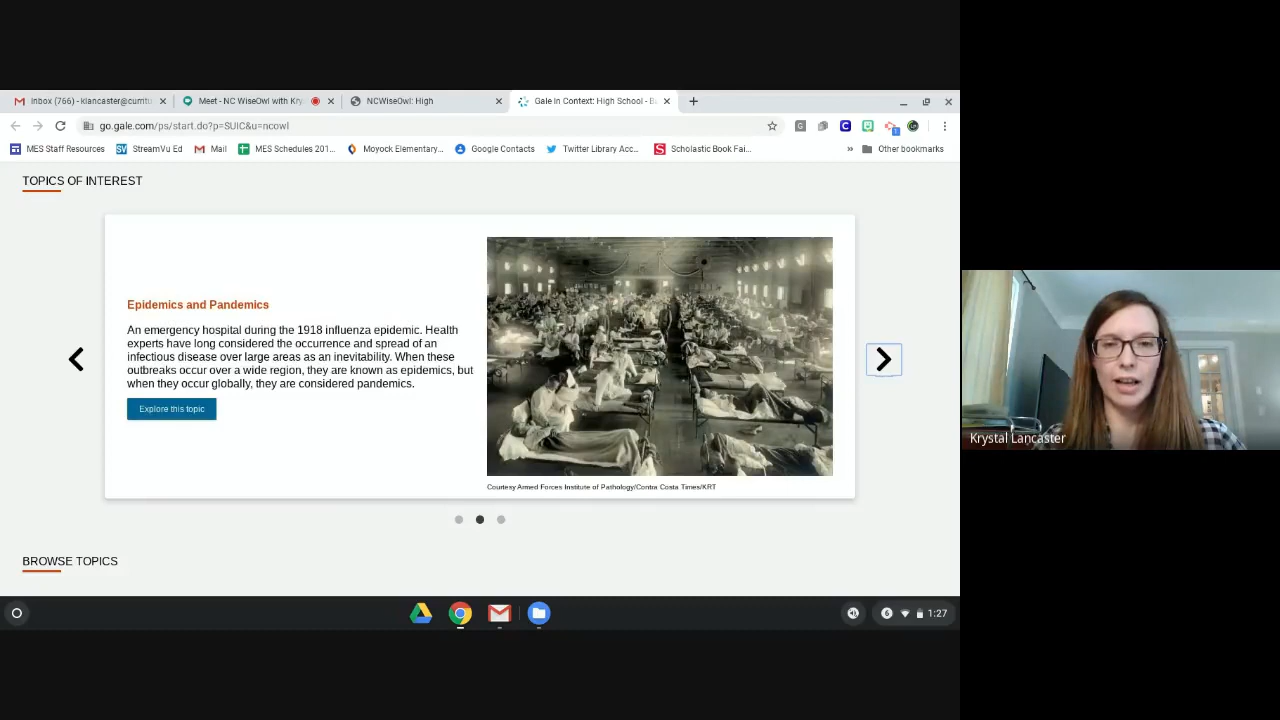 Inbox (766) - klancaster@curritu
Meet - NC WiseOwl with Krys
NCWiseOwl: High
Gale In Context: High School - Ba
go.gale.com/ps/start.do?p=SUIC&u=ncowl
MES Staff Resources
StreamVu Ed
Mail
MES Schedules 201...
Moyock Elementary...
Google Contacts
Twitter Library Acc...
Scholastic Book Fai...
Other bookmarks
TOPICS OF INTEREST
Epidemics and Pandemics
An emergency hospital during the 1918 influenza epidemic. Health
experts have long considered the occurrence and spread of an
infectious disease over large areas as an inevitability. When these
outbreaks occur over a wide region, they are known as epidemics, but
when they occur globally, they are considered pandemics.
Explore this topic
Courtesy Armed Forces Institute of Pathology/Contra Costa Times/KRT
BROWSE TOPICS
Krystal Lancaster
6
1:27